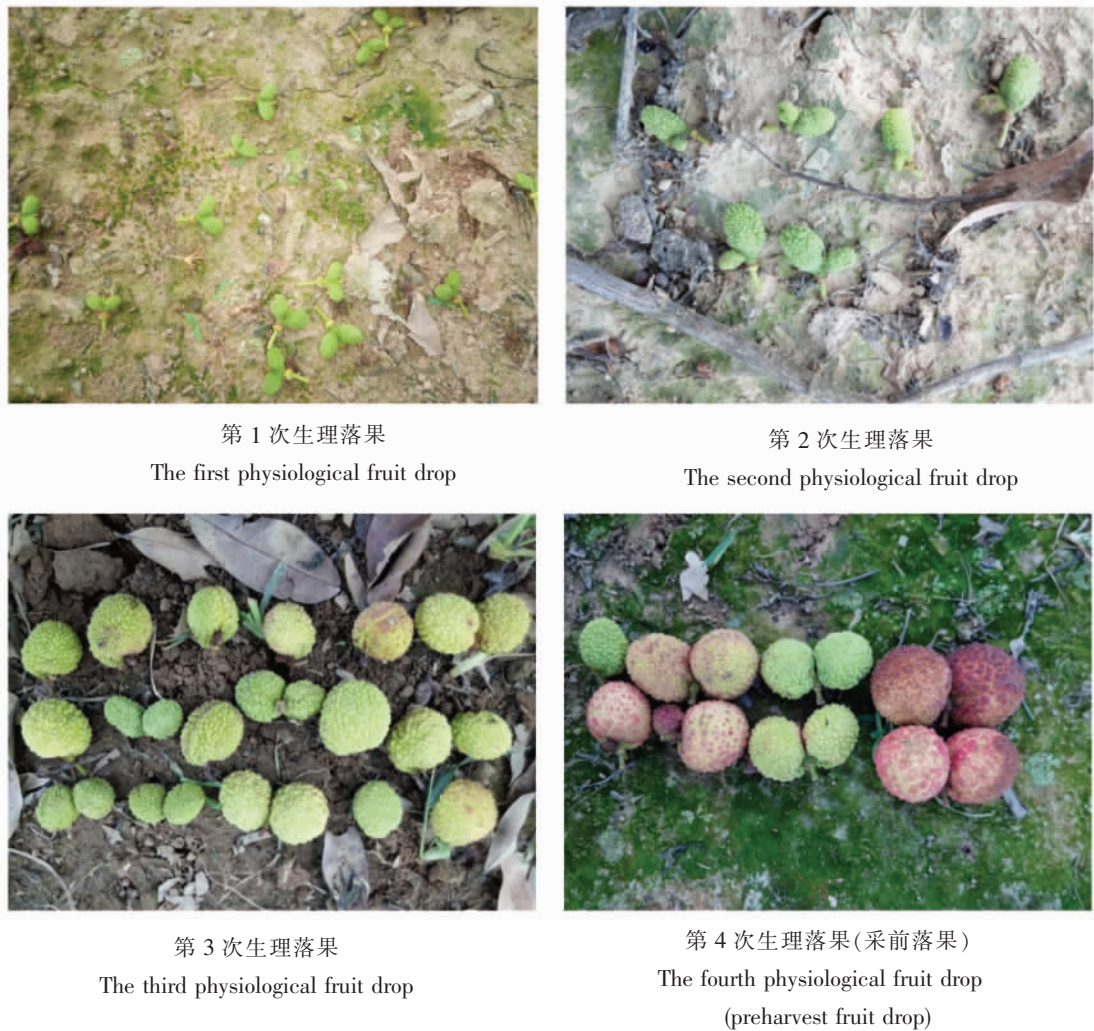 第 1 次生理落果
The first physiological fruit drop
第 2 次生理落果
The second physiological fruit drop
第 3 次生理落果
The third physiological fruit drop
第 4 次生理落果(采前落果)
The fourth physiological fruit drop
(preharvest fruit drop)